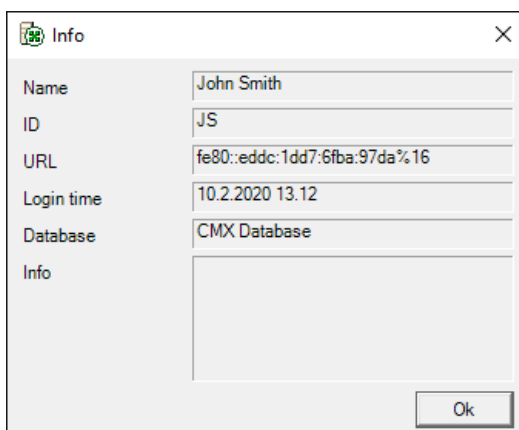 Info
Name John Smith
ID JS
URL fe80::eddc:1dd7:6fba:97da%16
Login time 10.2.2020 13.12
Database CMX Database
Info
Ok